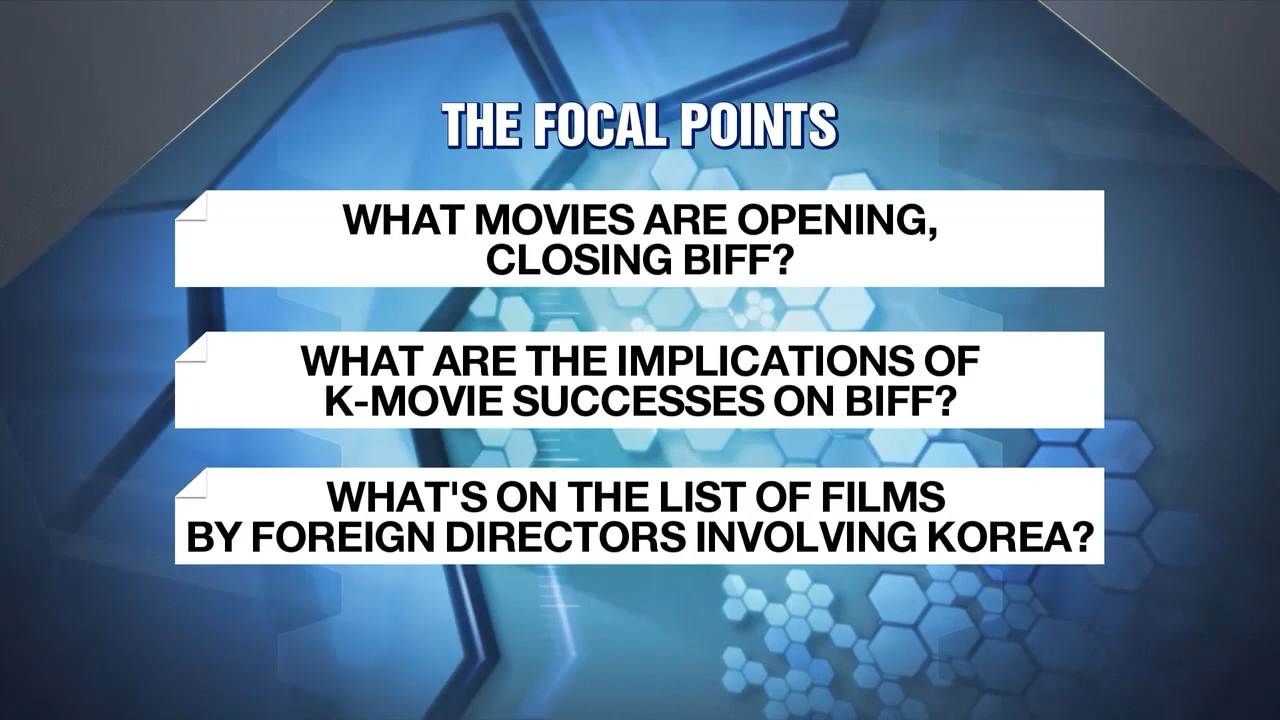 THE FOCAL POINTS
WHAT MOVIES ARE OPENING,
CLOSING BIFF?
WHAT ARE THE IMPLICATIONS OF
K-MOVIE SUCCESSES ON BIFF?
WHAT'S ON THE LIST OF FILMS
BY FOREIGN DIRECTORS INVOLVING KOREA?